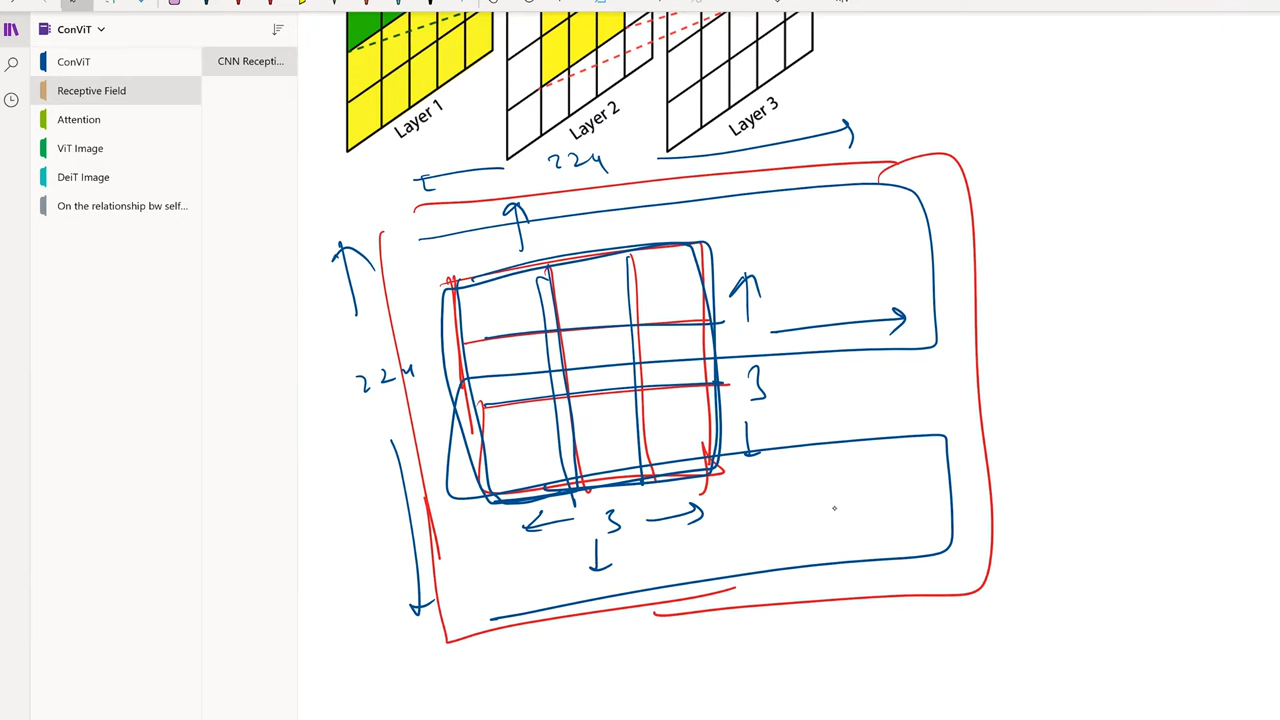 ConViT
ConViT
Receptive Field
Attention
ViT Image
DeiT Image
On the relationship bw self...
CNN Recepti...
Layer 1
Layer 2
Layer 3
224
224
3
3